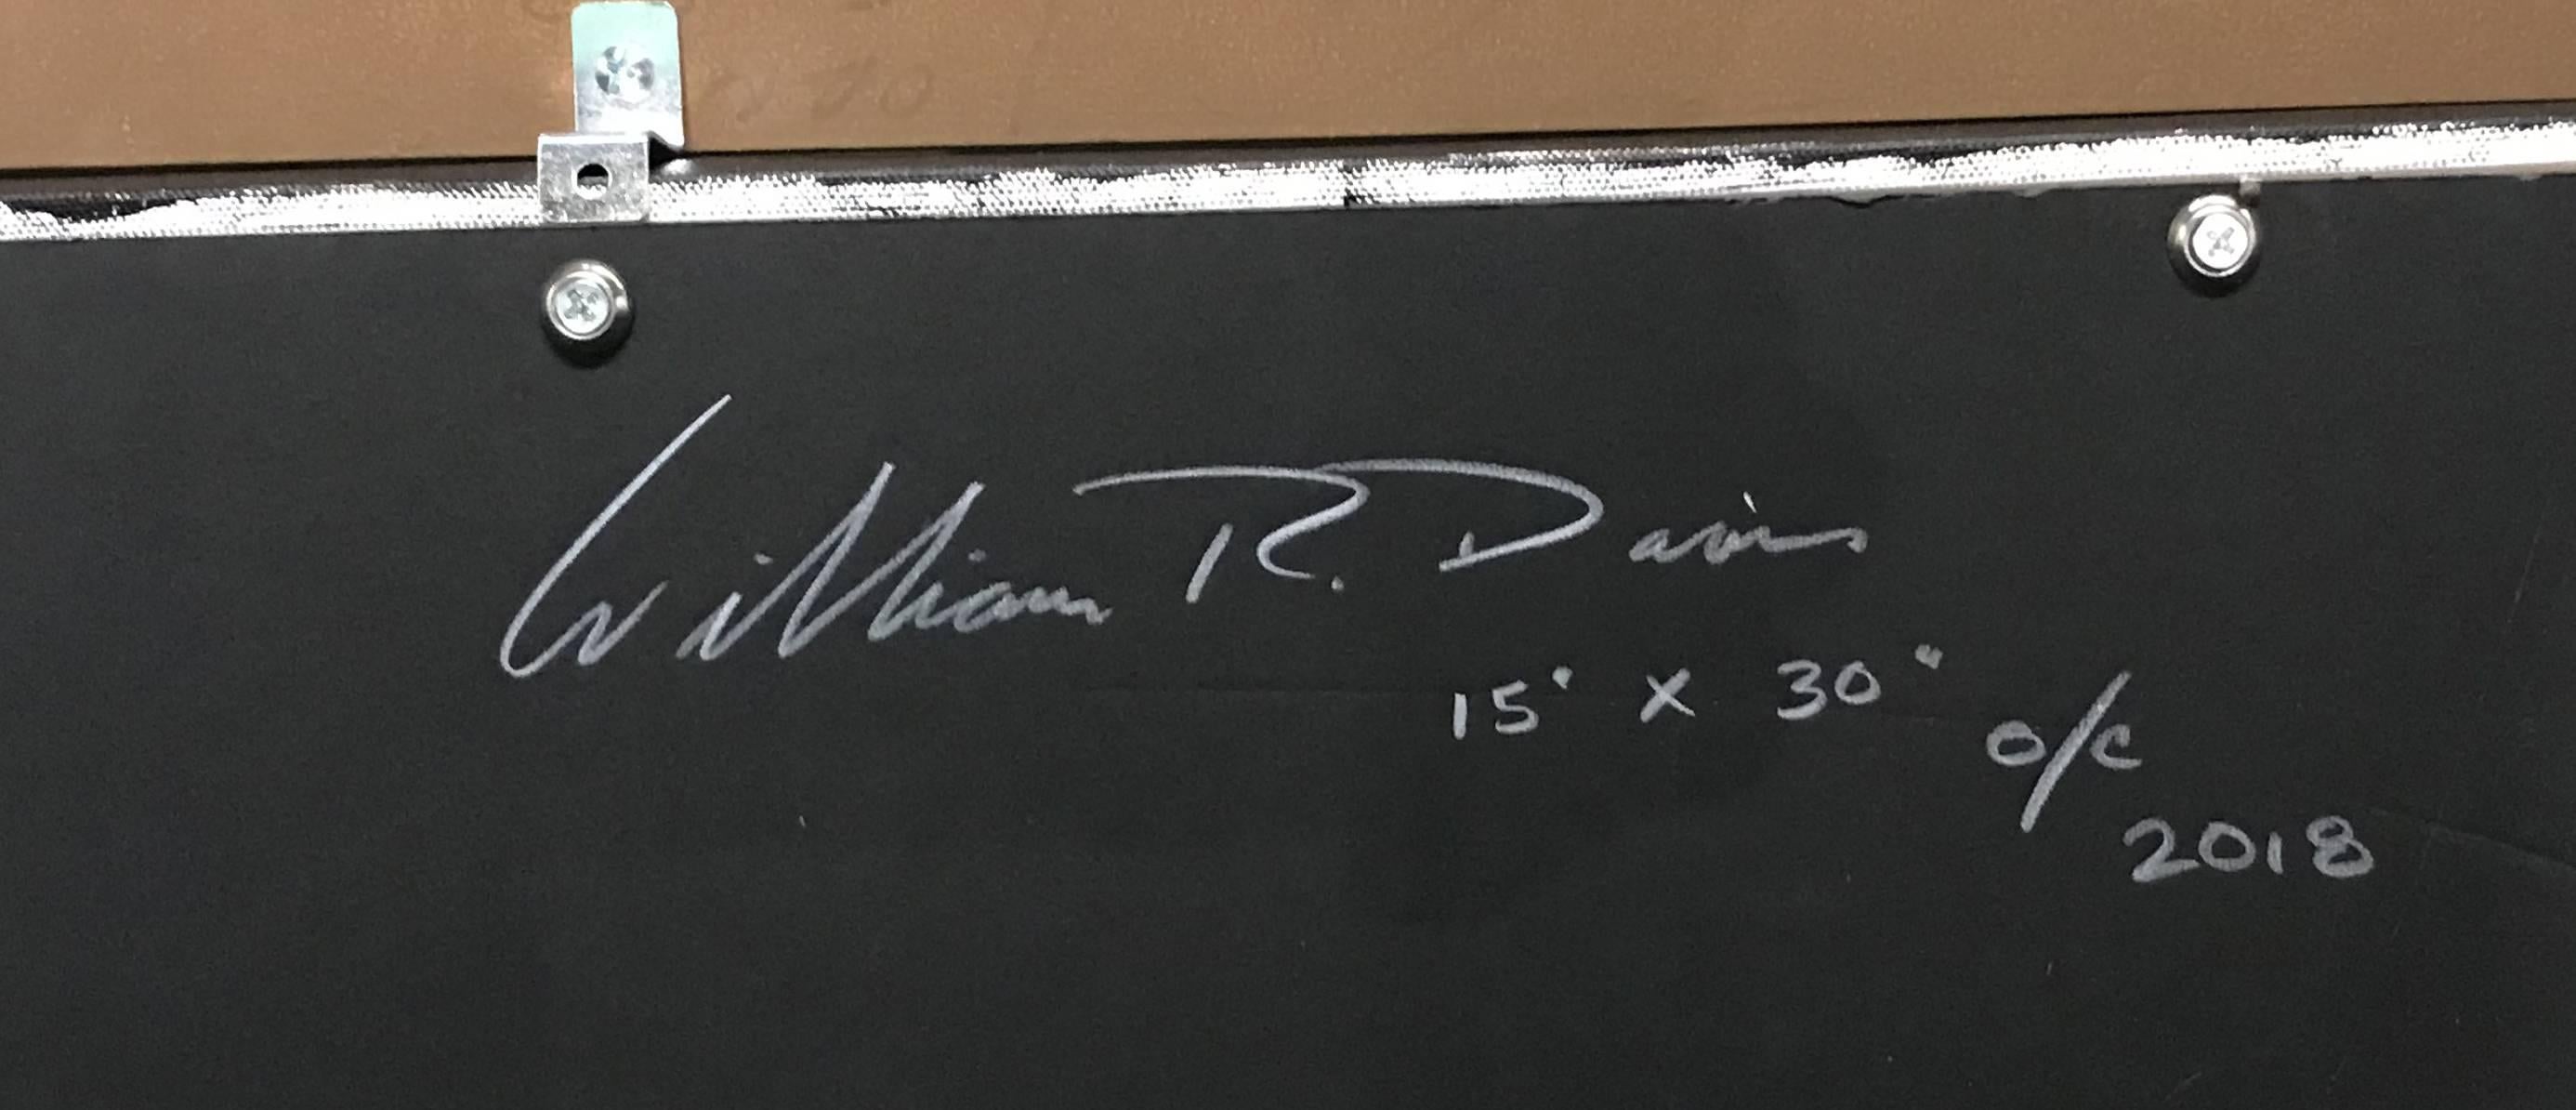 William R. Davis
15" x 30"
o/c
2018